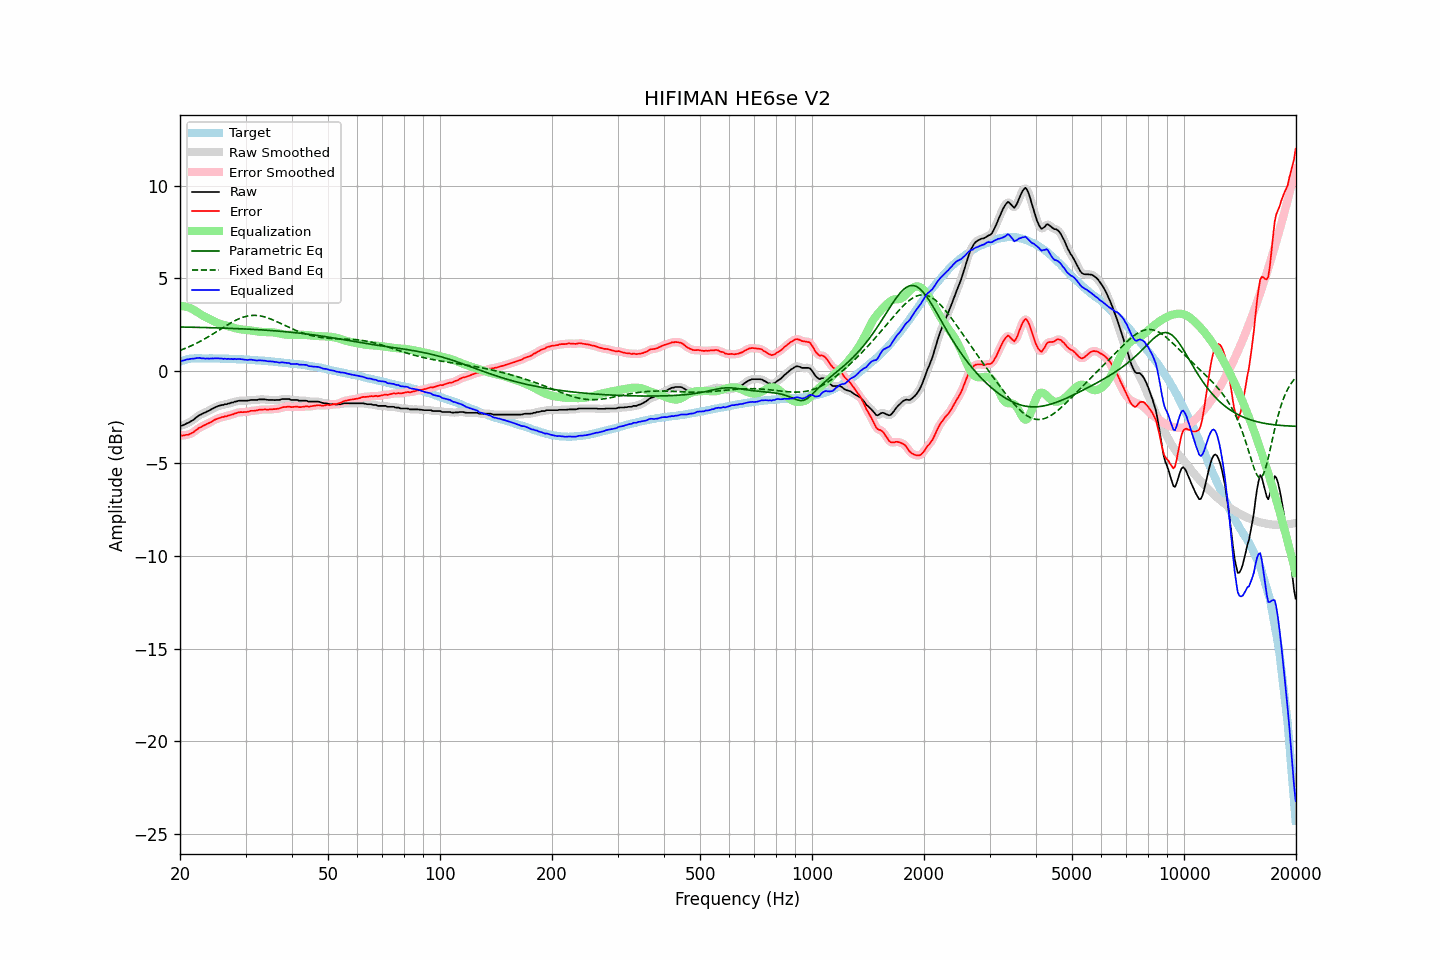 HIFIMAN HE6se V2
Target
Raw Smoothed
Error Smoothed
Raw
Error
Equalization
Parametric Eq
Fixed Band Eq
Equalized
10
5
0
−5
−10
−15
−20
−25
Amplitude (dBr)
20
50
100
200
500
1000
2000
5000
10000
20000
Frequency (Hz)